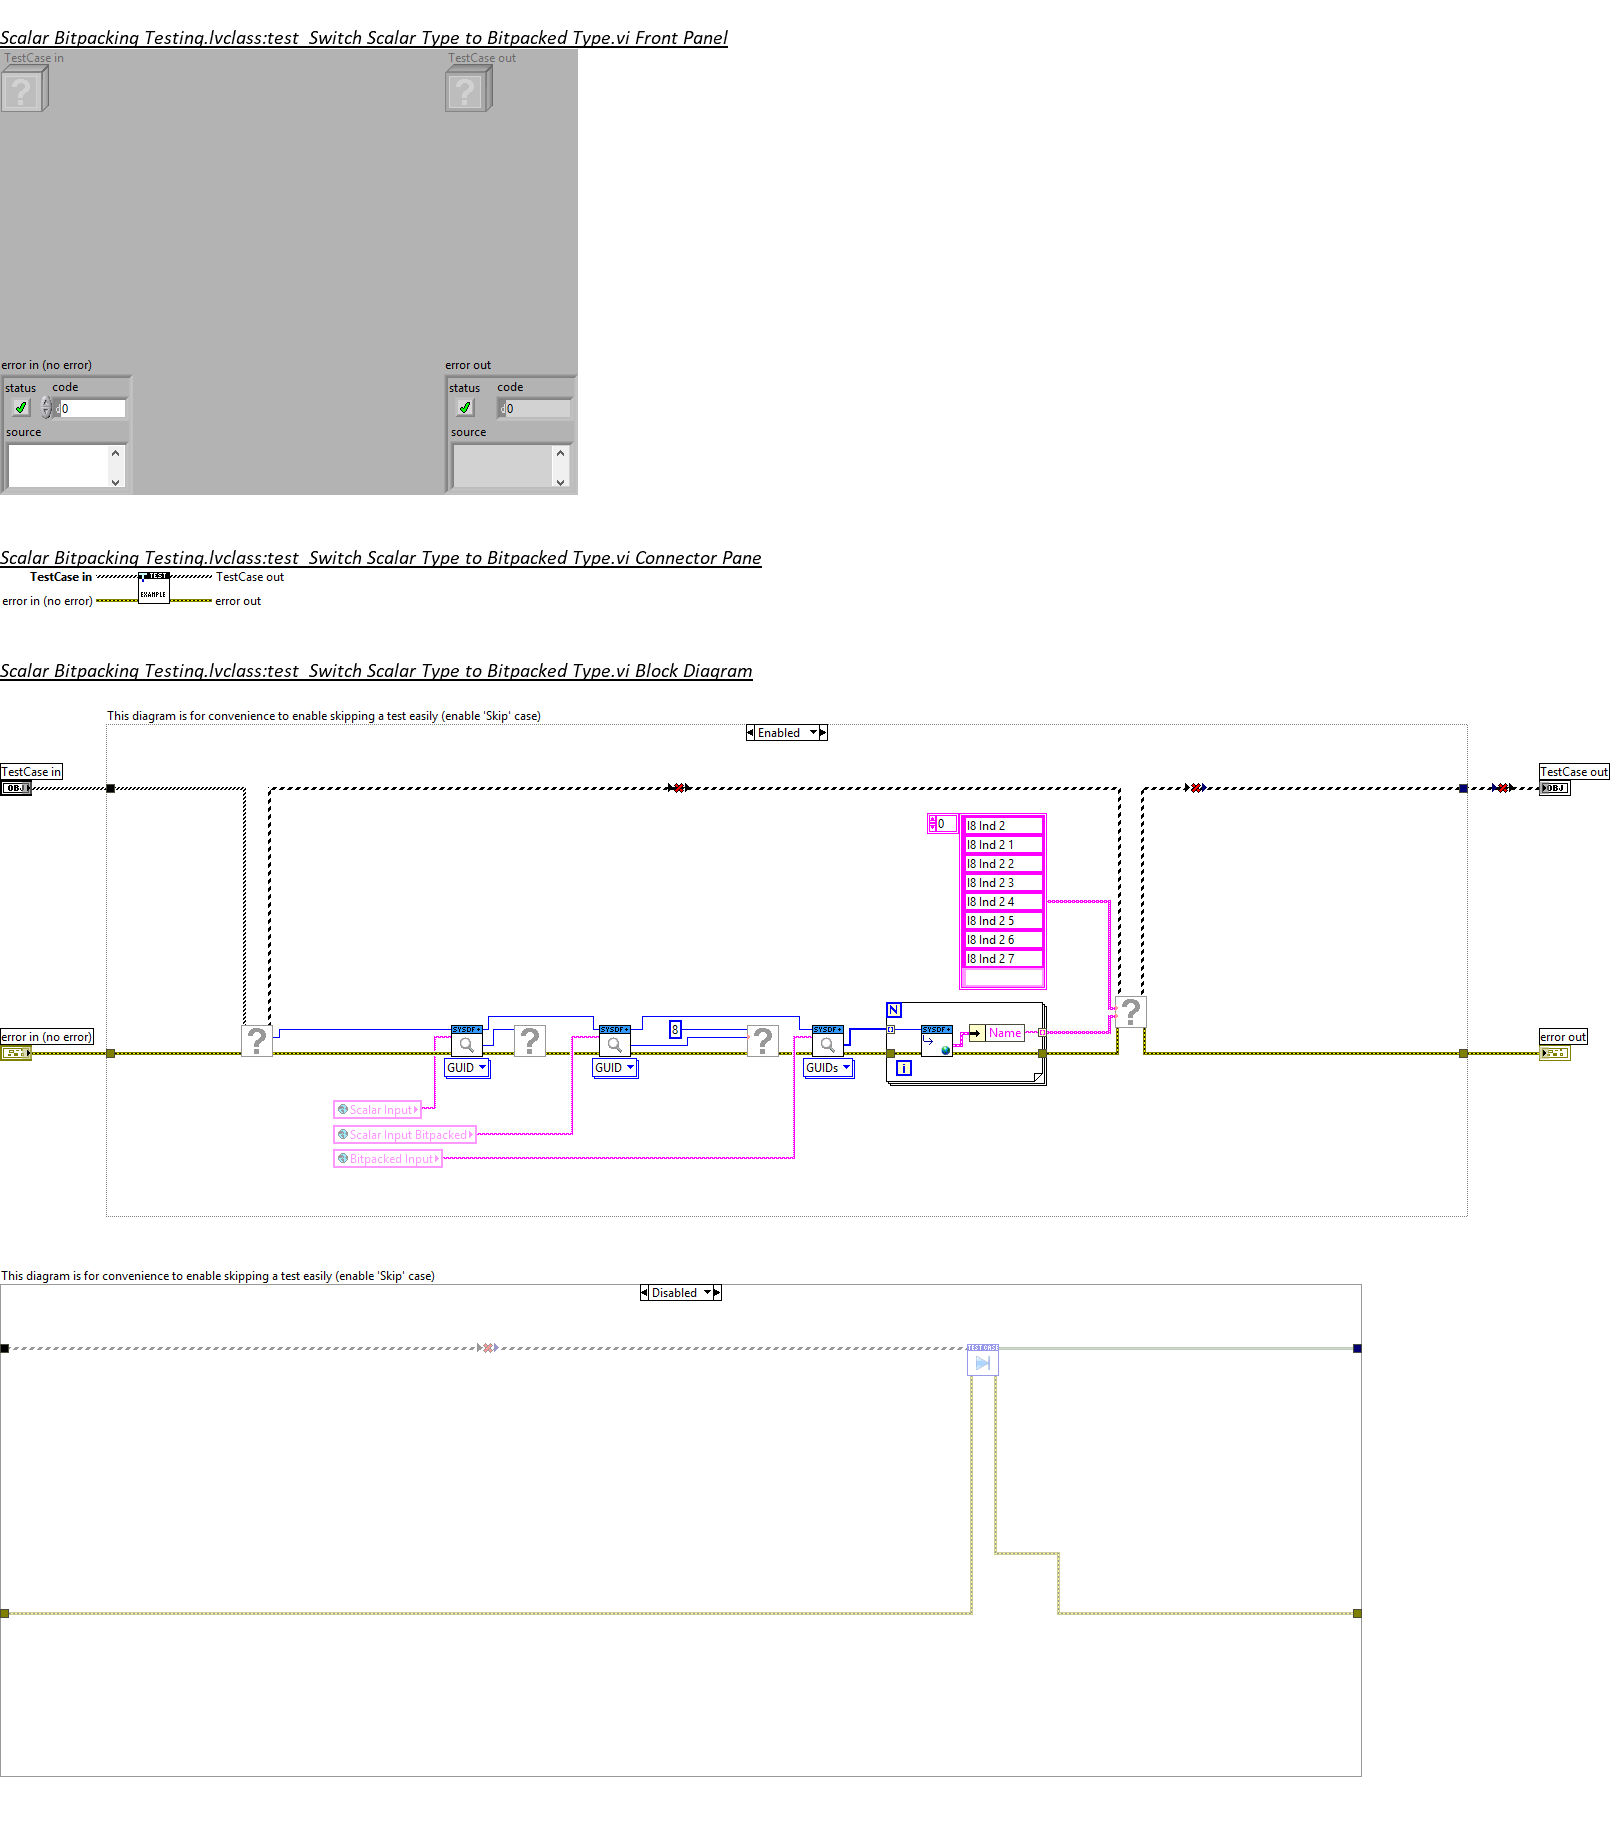 Scalar Bitpacking Testing.lvclass:test_Switch Scalar Type to Bitpacked Type.vi Front Panel
TestCase in
TestCase out
error in (no error)
error out
status code
status code
d0
d0
source
source
Scalar Bitpacking Testing.lvclass:test_Switch Scalar Type to Bitpacked Type.vi Connector Pane
TestCase in
TEST
TestCase out
error in (no error)
EXAMPLE
error out
Scalar Bitpacking Testing.lvclass:test_Switch Scalar Type to Bitpacked Type.vi Block Diagram
This diagram is for convenience to enable skipping a test easily (enable 'Skip' case)
Enabled
TestCase in
OBJ
TestCase out
OBJ
0
I8 Ind 2
I8 Ind 2 1
I8 Ind 2 2
I8 Ind 2 3
I8 Ind 2 4
I8 Ind 2 5
I8 Ind 2 6
I8 Ind 2 7
N
error in (no error)
?
SYSDF
?
SYSDF
8
?
SYSDF
SYSDF
Name
?
error out
GUID
GUID
GUIDs
i
Scalar Input
Scalar Input Bitpacked
Bitpacked Input
This diagram is for convenience to enable skipping a test easily (enable 'Skip' case)
Disabled
TEST CASE